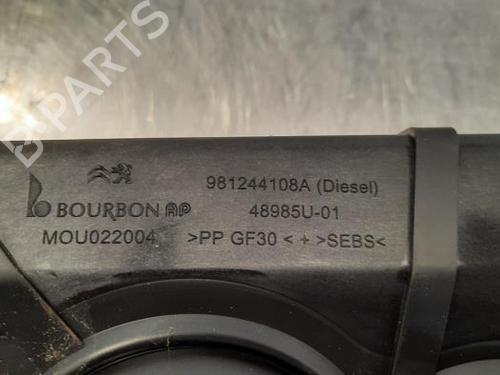 B-PARTS
981244108A (Diesel)
BOURBON AP 48985U-01
MOU022004 >PP GF30 < + >SEBS<